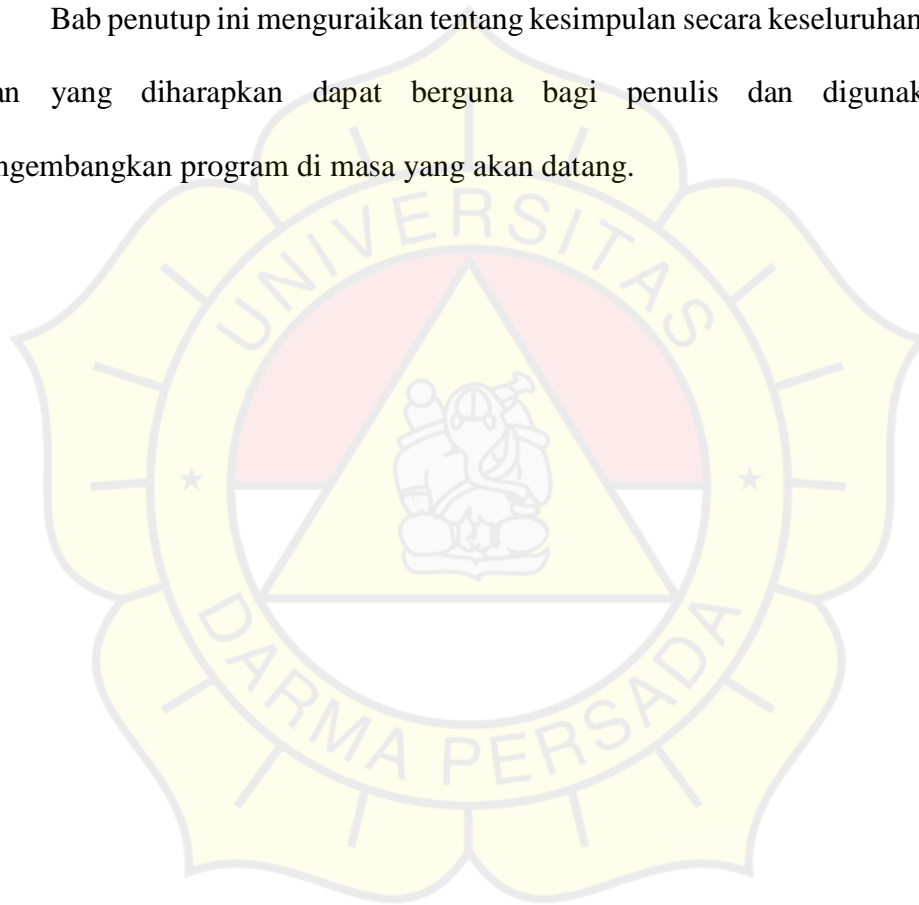 Bab penutup ini menguraikan tentang kesimpulan secara keseluruhan
an yang diharapkan dapat berguna bagi penulis dan digunak
ngembangkan program di masa yang akan datang.
UNIVERSITAS
DARMA PERSADA